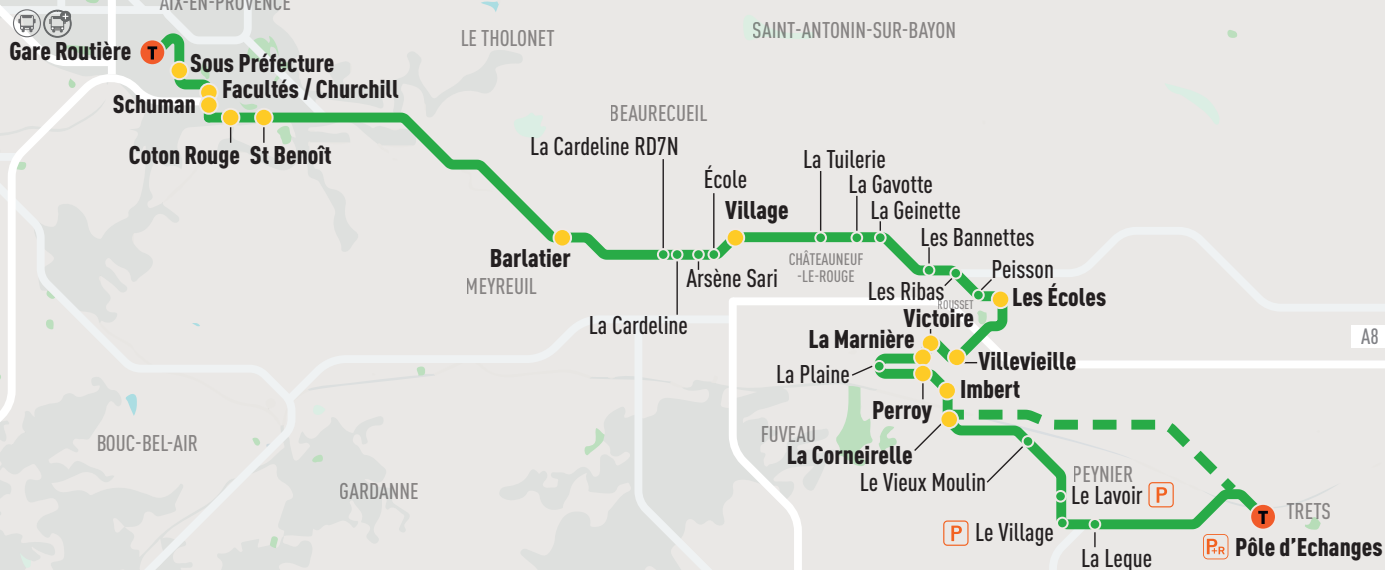 AIX-EN-PROVENCE
Gare Routière
T
LE THOLONET
SAINT-ANTONIN-SUR-BAYON
Sous Préfecture
Facultés / Churchill
Schuman
BEAURECUEIL
Coton Rouge
St Benoît
La Cardeline RD7N
La Tuilerie
École
La Gavotte
Village
La Geinette
Les Bannettes
Barlatier
CHÂTEAUNEUF
-LE-ROUGE
Arsène Sari
Peisson
MEYREUIL
Les Ribas
Les Écoles
ROUSSET
La Cardeline
Victoire
La Marnière
A8
Villevieille
La Plaine
Imbert
Perroy
BOUC-BEL-AIR
FUVEAU
La Corneirelle
Le Vieux Moulin
PEYNIER
GARDANNE
Le Lavoir P
TRETS
T
P Le Village
P+R Pôle d'Echanges
La Leque